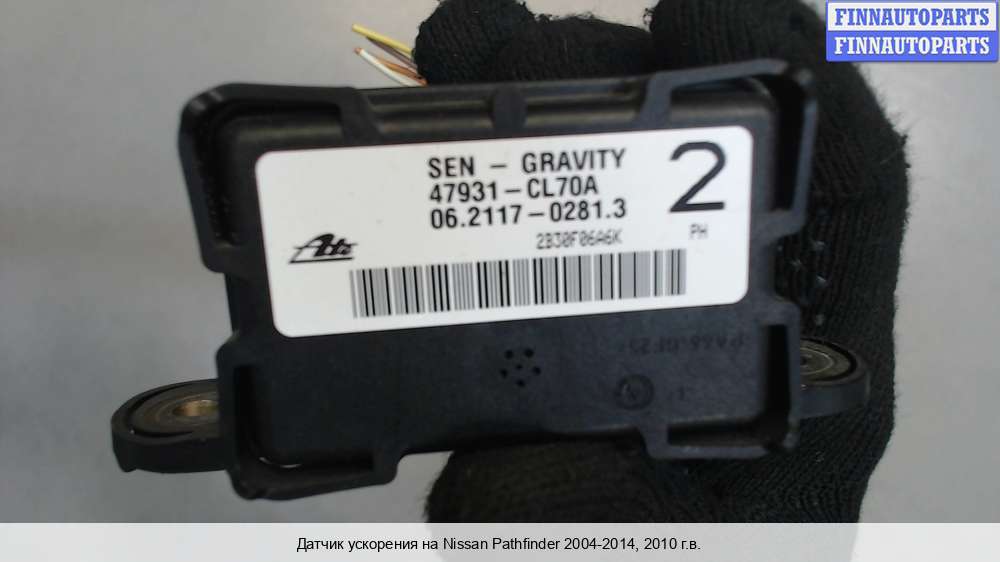 FINNAUTOPARTS
FINNAUTOPARTS
SEN - GRAVITY
47931-CL70A
06.2117-0281.3
2
2B30F06A6K
PH
Ate
Датчик ускорения на Nissan Pathfinder 2004-2014, 2010 г.в.